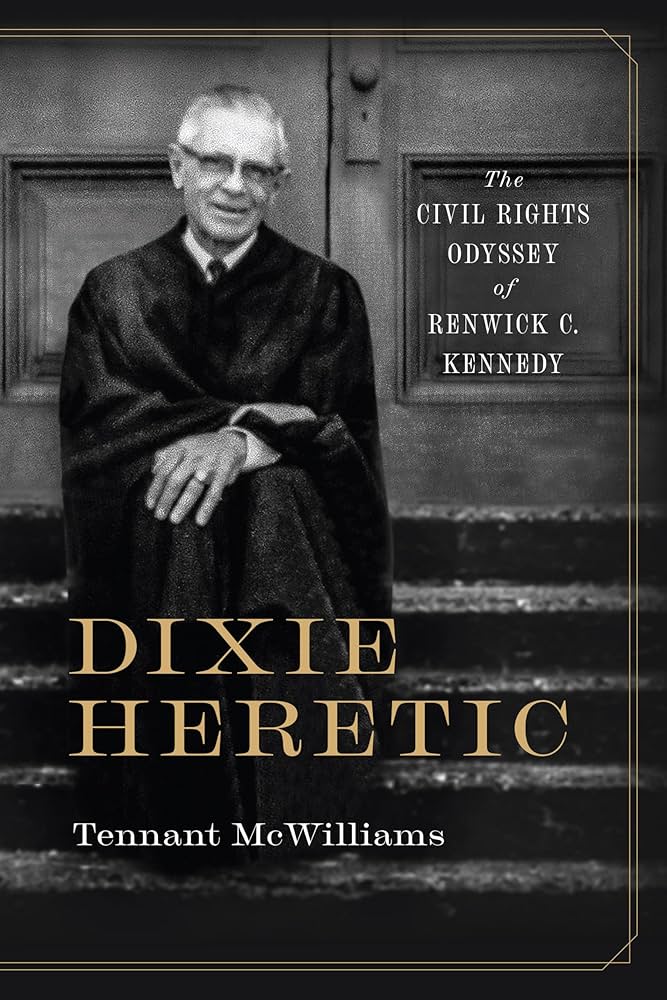 The
CIVIL RIGHTS
ODYSSEY
of
RENWICK C.
KENNEDY
DIXIE
HERETIC
Tennant McWilliams